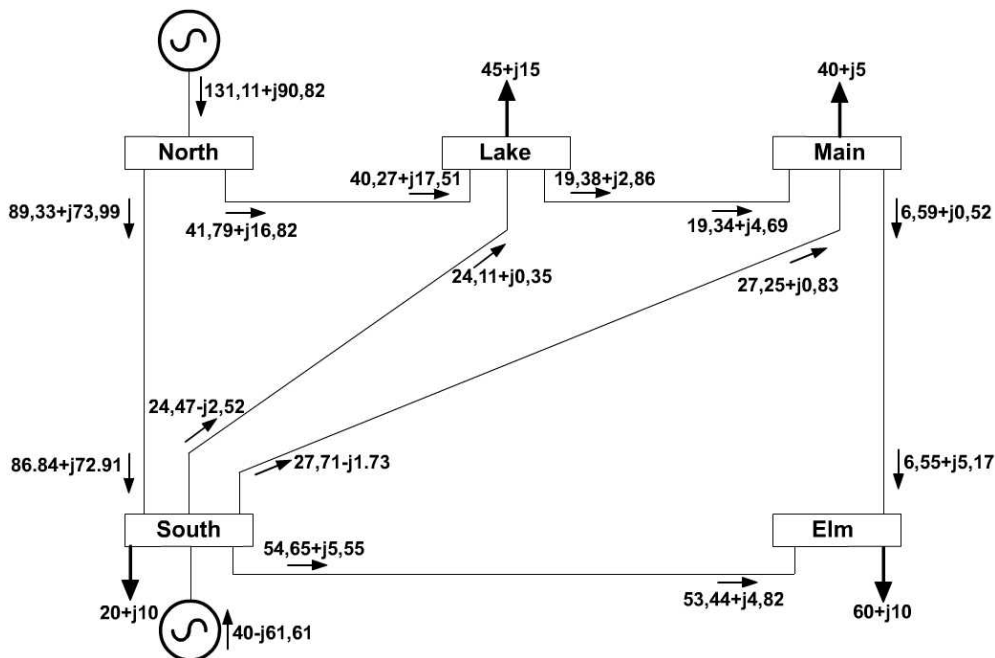 131,11+j90,82
45+j15
40+j5
North
Lake
Main
40,27+j17,51
19,38+j2,86
89,33+j73,99
41,79+j16,82
19,34+j4,69
6,59+j0,52
24,11+j0,35
27,25+j0,83
24,47-j2,52
86.84+j72.91
27,71-j1.73
6,55+j5,17
South
Elm
54,65+j5,55
53,44+j4,82
20+j10
60+j10
40-j61,61